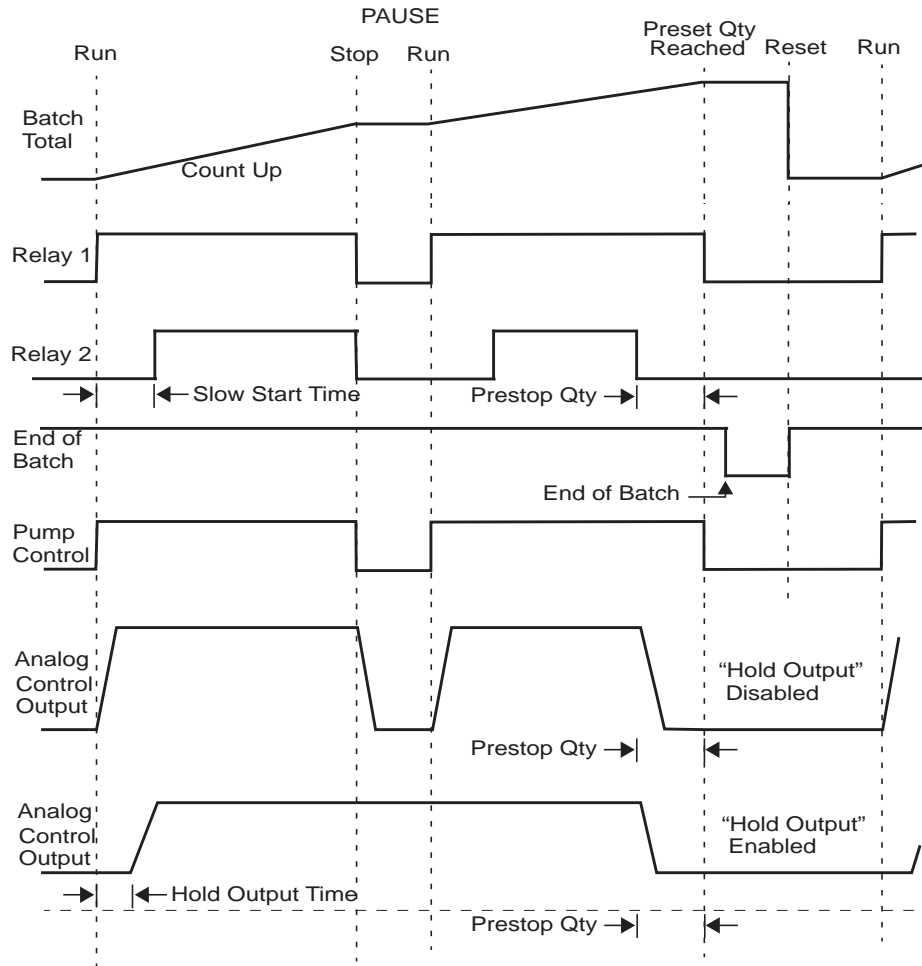 PAUSE
Preset Qty
Run Stop Run Reached Reset Run
Batch
Total
Count Up
Relay 1
Relay 2
Slow Start Time Prestop Qty
End of
Batch
End of Batch
Pump
Control
Analog
Control
Output
“Hold Output”
Disabled
Prestop Qty
Analog
Control
Output
“Hold Output”
Enabled
Hold Output Time
Prestop Qty